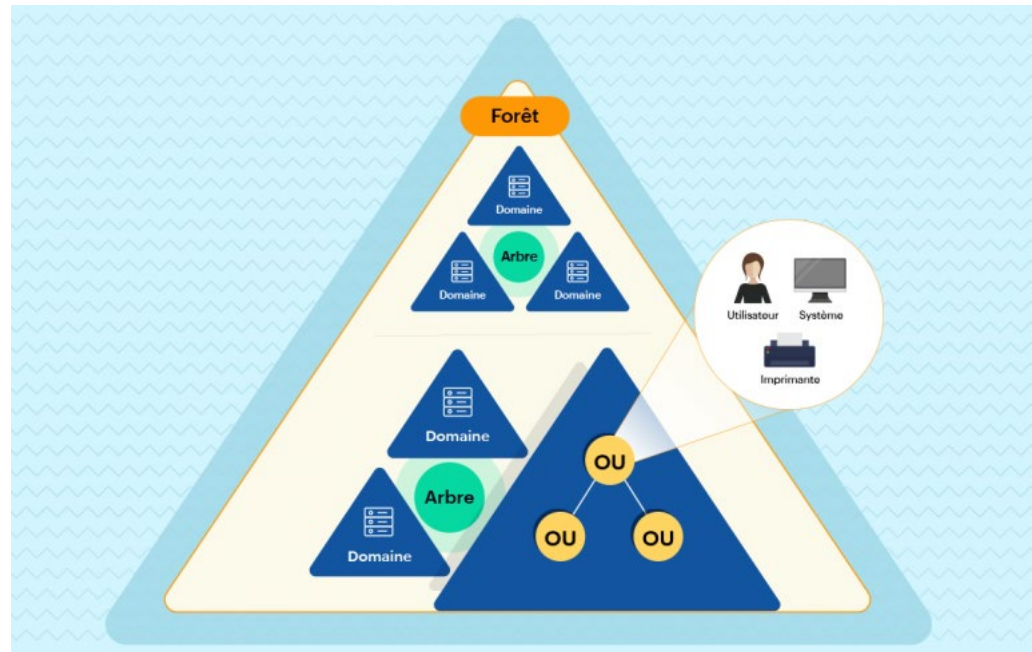 Forêt
Domaine
Arbre
Domaine
Domaine
Utilisateur
Système
Imprimante
Domaine
OU
Arbre
OU
OU
Domaine